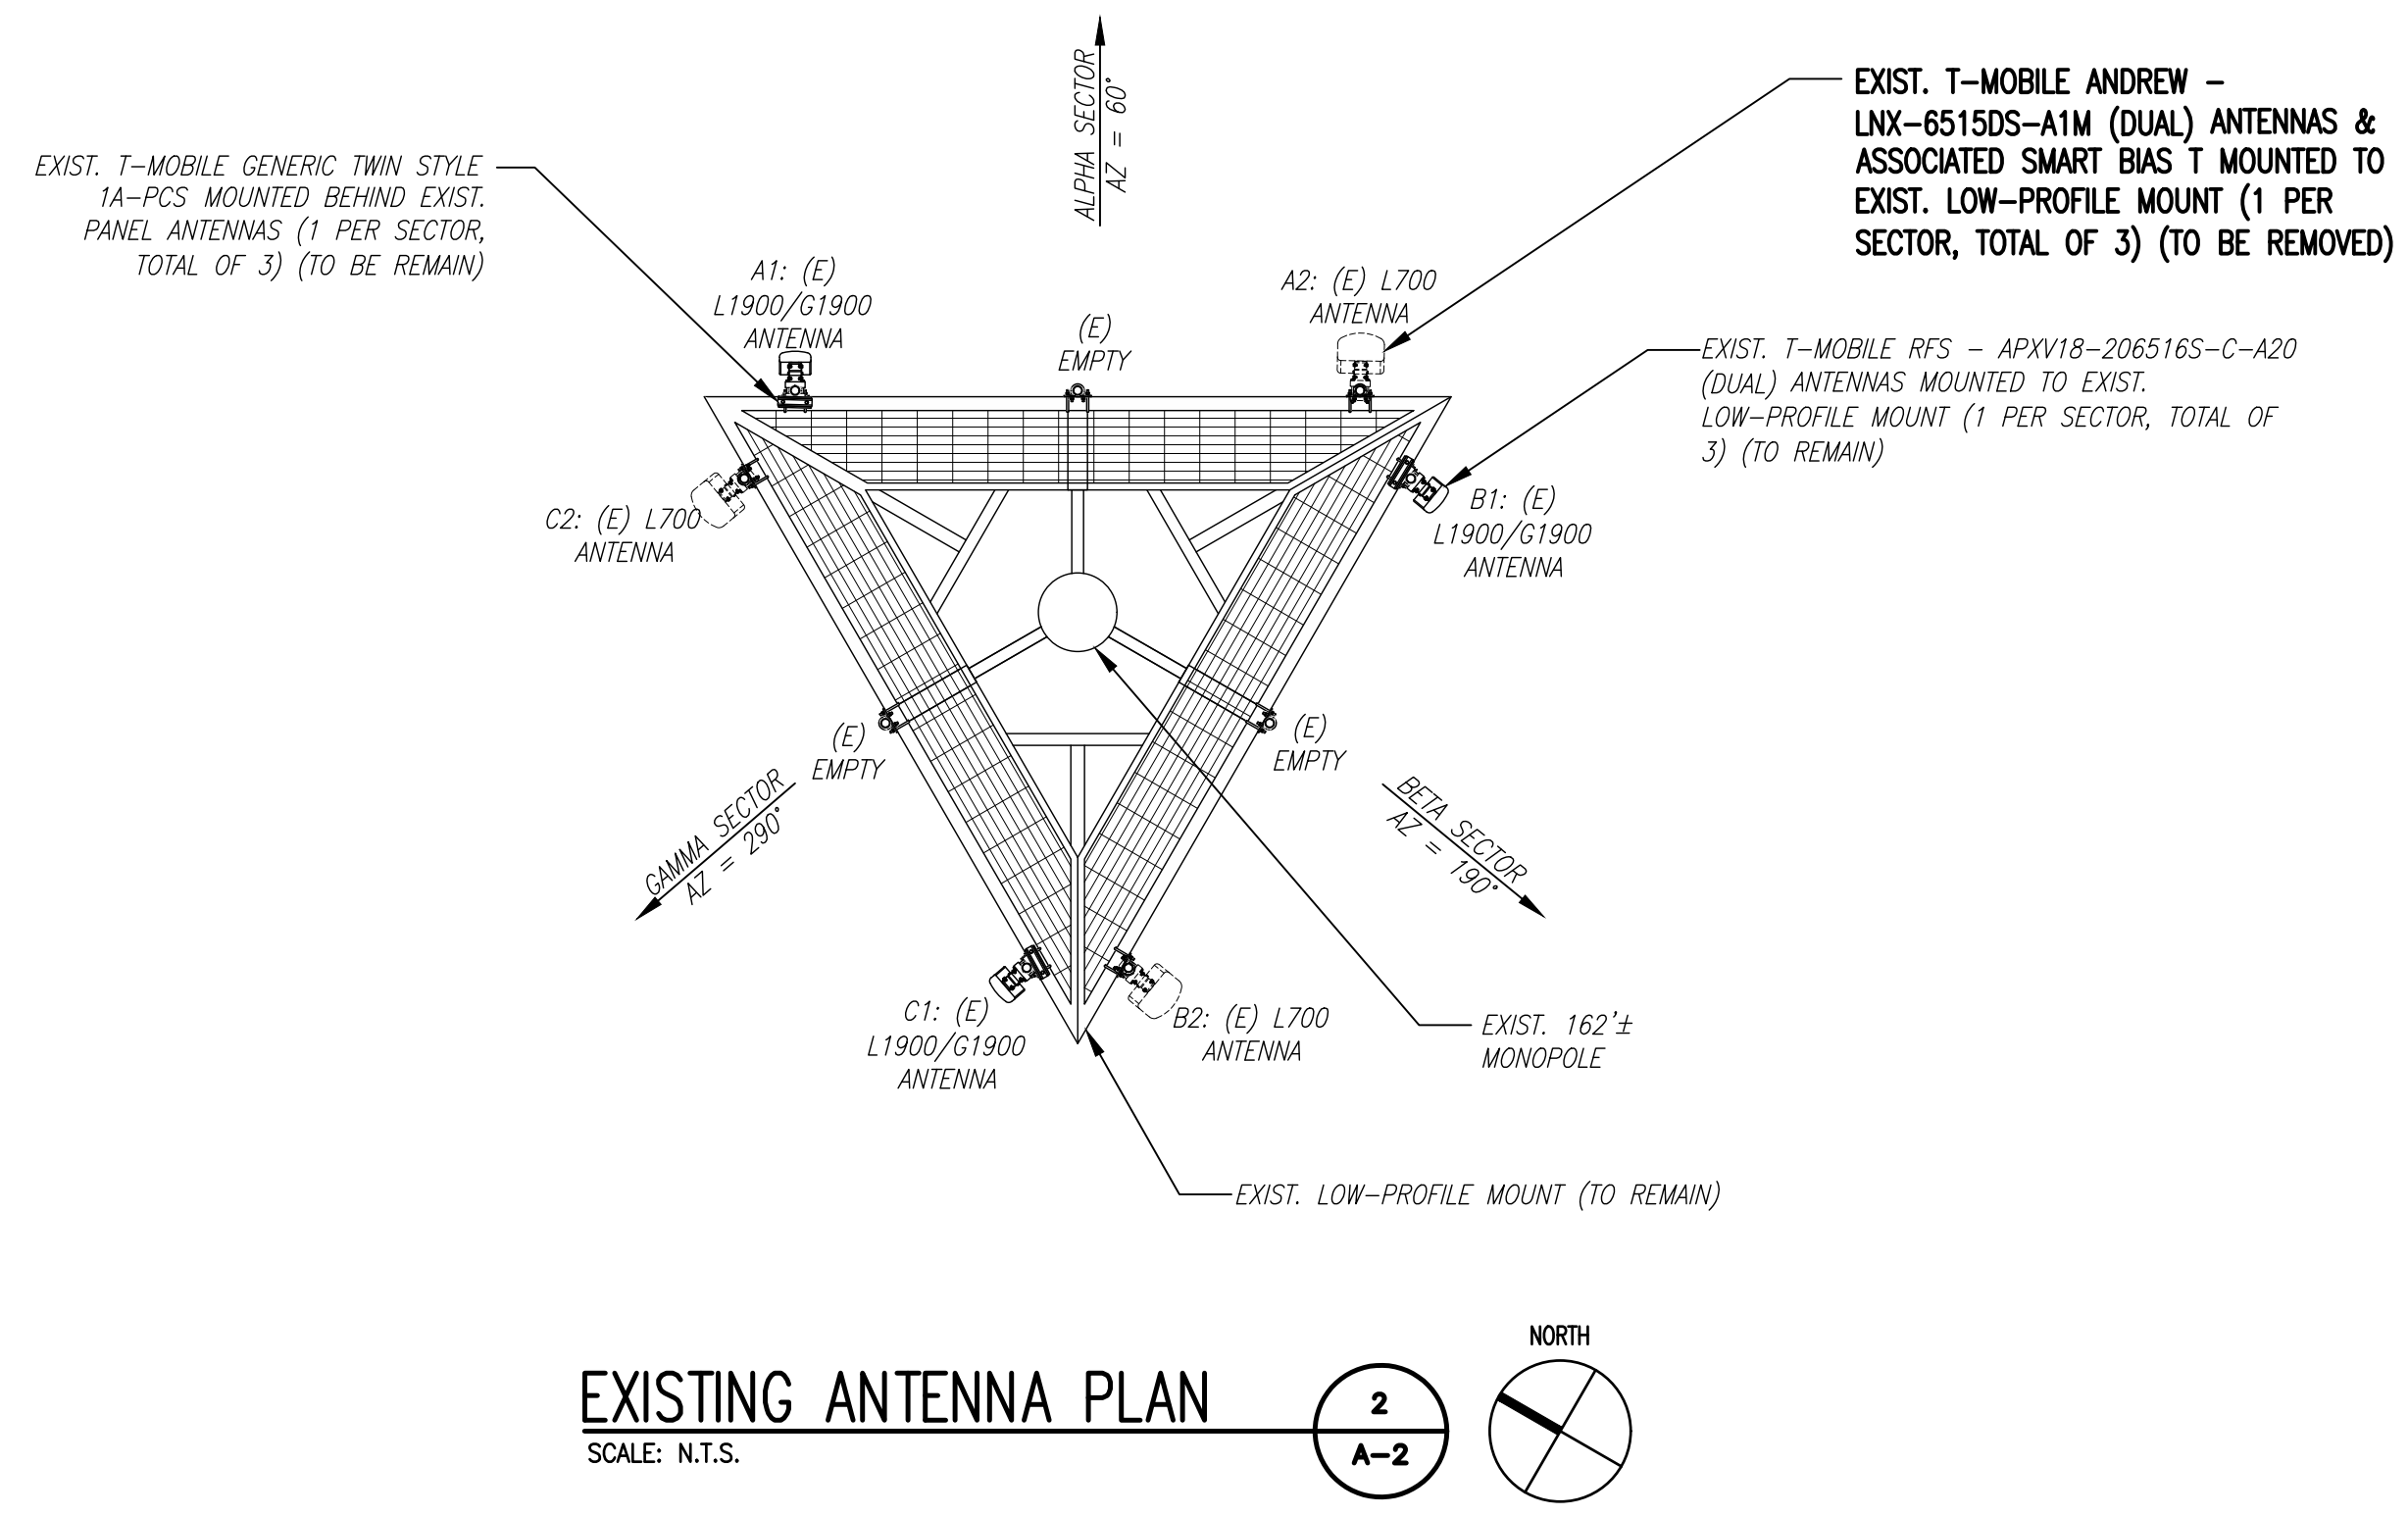 ALPHA SECTOR
AZ = 60°
EXIST. T-MOBILE GENERIC TWIN STYLE
1A-PCS MOUNTED BEHIND EXIST.
PANEL ANTENNAS (1 PER SECTOR,
TOTAL OF 3) (TO BE REMAIN)
EXIST. T-MOBILE ANDREW -
LNX-6515DS-A1M (DUAL) ANTENNAS &
ASSOCIATED SMART BIAS T MOUNTED TO
EXIST. LOW-PROFILE MOUNT (1 PER
SECTOR, TOTAL OF 3) (TO BE REMOVED)
A1: (E)
L1900/G1900
ANTENNA
(E)
EMPTY
A2: (E) L700
ANTENNA
EXIST. T-MOBILE RFS - APXV18-206516S-C-A20
(DUAL) ANTENNAS MOUNTED TO EXIST.
LOW-PROFILE MOUNT (1 PER SECTOR, TOTAL OF
3) (TO REMAIN)
C2: (E) L700
ANTENNA
B1: (E)
L1900/G1900
ANTENNA
(E)
EMPTY
(E)
EMPTY
GAMMA SECTOR
AZ = 290°
BETA SECTOR
AZ = 190°
C1: (E)
L1900/G1900
ANTENNA
B2: (E) L700
ANTENNA
EXIST. 162'±
MONOPOLE
EXIST. LOW-PROFILE MOUNT (TO REMAIN)
EXISTING ANTENNA PLAN
SCALE: N.T.S.
2
A-2
NORTH